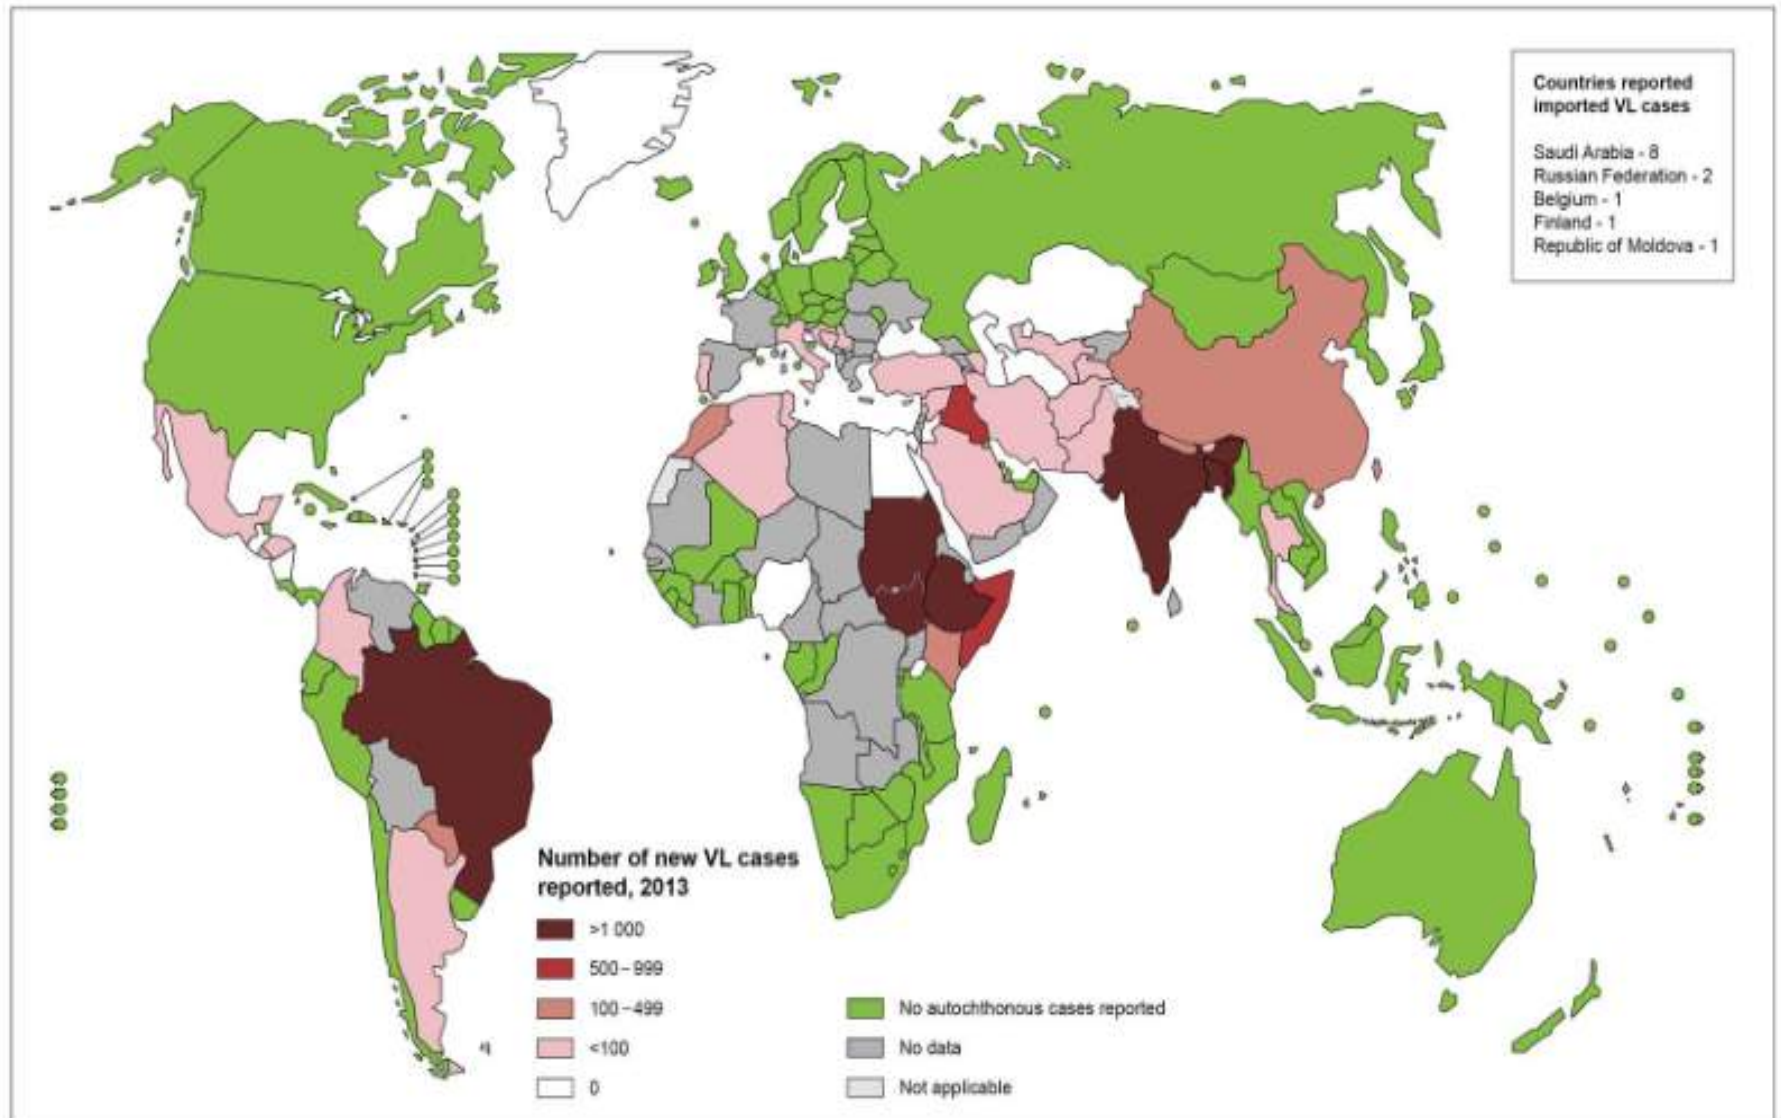 Countries reported
imported VL cases
Saudi Arabia - 8
Russian Federation - 2
Belgium - 1
Finland - 1
Republic of Moldova - 1
Number of new VL cases
reported, 2013
>1 000
500–999
100–499
<100
0
No autochthonous cases reported
No data
Not applicable